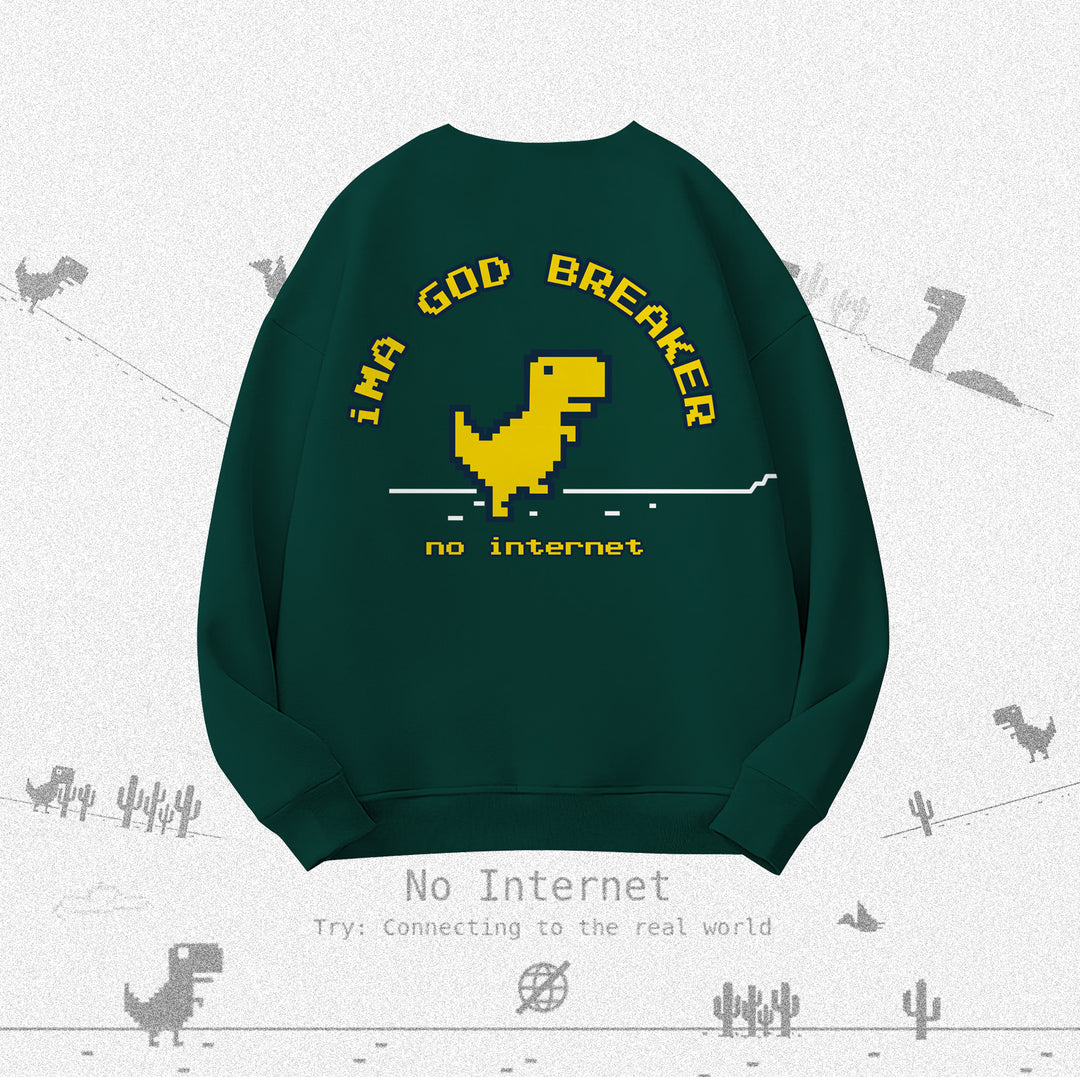 iMA GOD BREAKER
no internet
No Internet
Try: Connecting to the real world